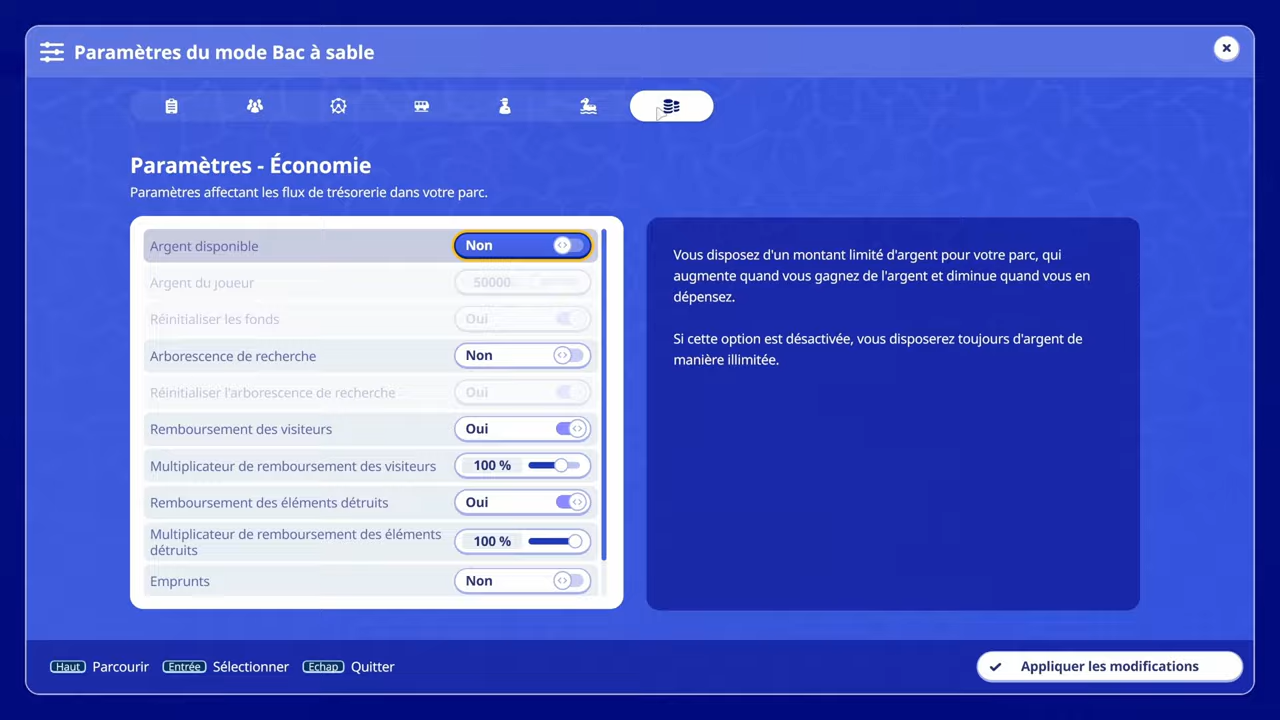 Paramètres du mode Bac à sable
Paramètres - Économie
Paramètres affectant les flux de trésorerie dans votre parc.
Argent disponible
Non
Argent du joueur
50000
Réinitialiser les fonds
Oui
Arborescence de recherche
Non
Réinitialiser l'arborescence de recherche
Oui
Remboursement des visiteurs
Oui
Multiplicateur de remboursement des visiteurs
100 %
Remboursement des éléments détruits
Oui
Multiplicateur de remboursement des éléments
détruits
100 %
Emprunts
Non
Vous disposez d'un montant limité d'argent pour votre parc, qui
augmente quand vous gagnez de l'argent et diminue quand vous en
dépensez.
Si cette option est désactivée, vous disposerez toujours d'argent de
manière illimitée.
Haut Parcourir Entrée Sélectionner Echap Quitter
Appliquer les modifications